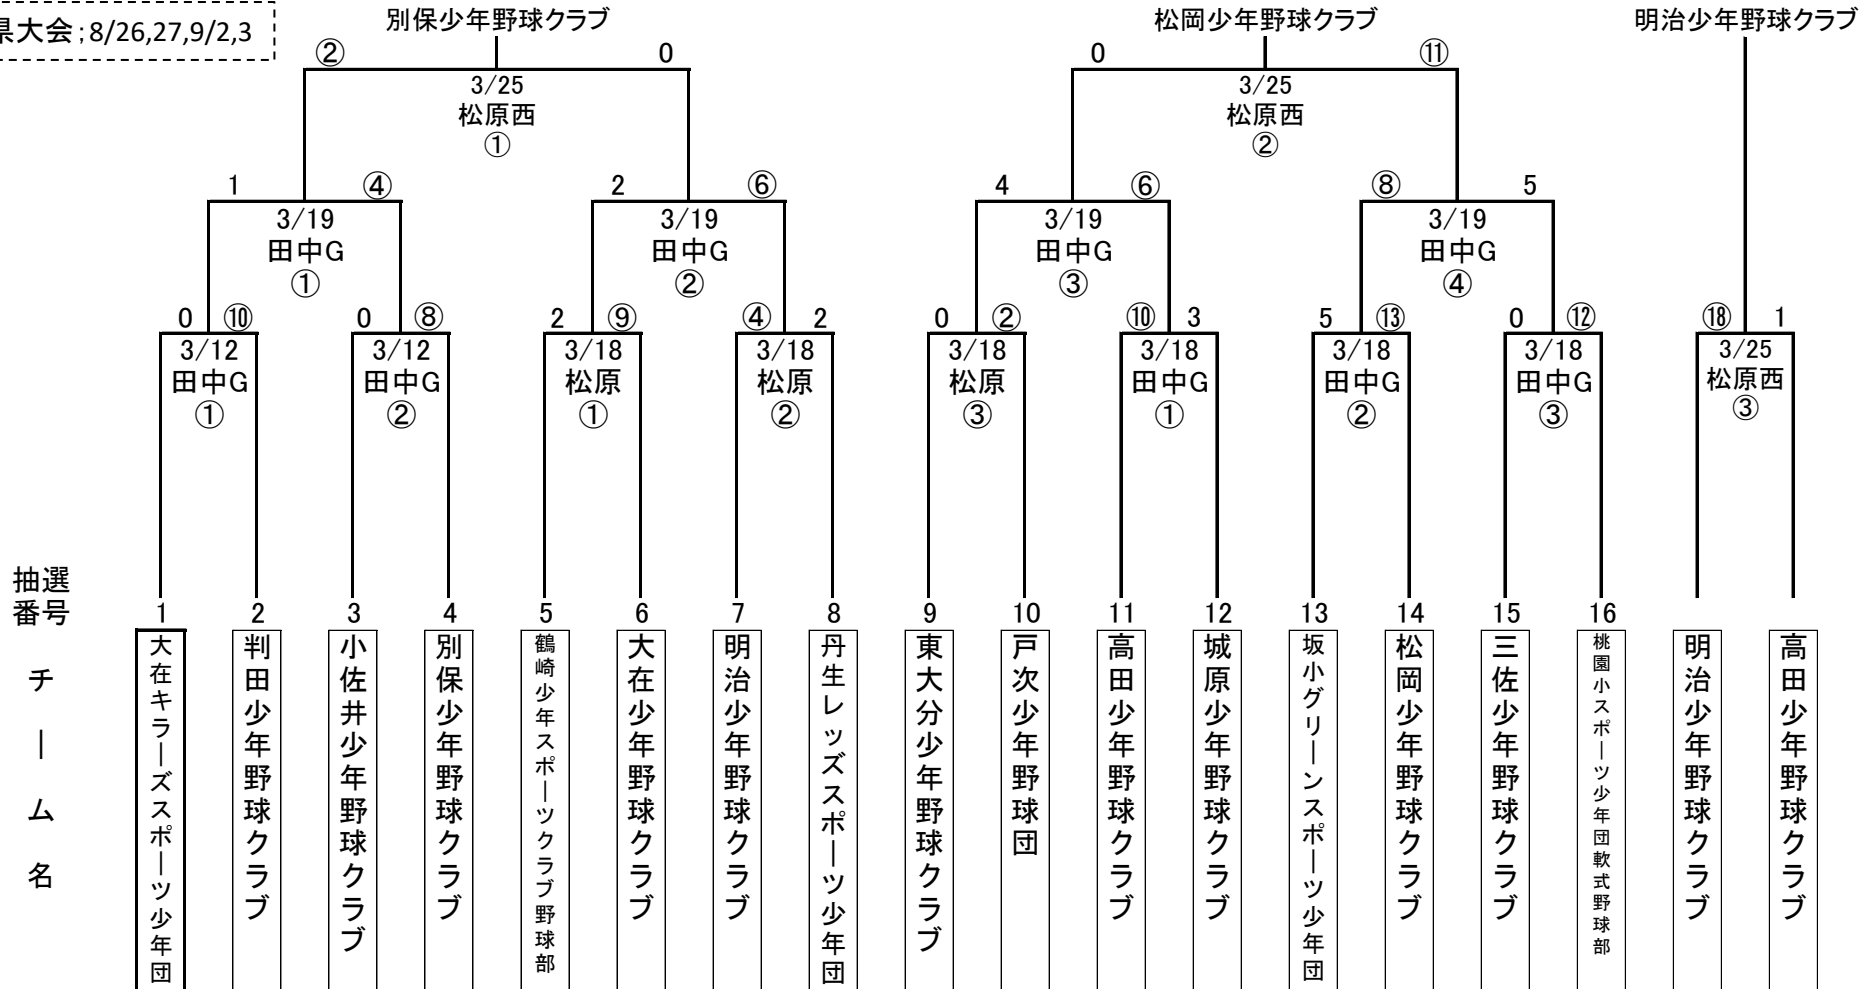 県大会；8/26,27,9/2,3
別保少年野球クラブ
松岡少年野球クラブ
明治少年野球クラブ
② 0
0 ⑪
3/25
松原西
①
3/25
松原西
②
1 ④
2 ⑥
4 ⑥
⑧ 5
3/19
田中G
①
3/19
田中G
②
3/19
田中G
③
3/19
田中G
④
0 ⑩
0 ⑧
2 ⑨
④ 2
0 ②
⑩ 3
5 ⑬
0 ⑫
⑱ 1
3/12
田中G
①
3/12
田中G
②
3/18
松原
①
3/18
松原
②
3/18
松原
③
3/18
田中G
①
3/18
田中G
②
3/18
田中G
③
3/25
松原西
③
抽選
番号
1 2 3 4 5 6 7 8 9 10 11 12 13 14 15 16
チーム名
大在キラーズスポーツ少年団
判田少年野球クラブ
小佐井少年野球クラブ
別保少年野球クラブ
鶴崎少年スポーツクラブ野球部
大在少年野球クラブ
明治少年野球クラブ
丹生レッズスポーツ少年団
東大分少年野球クラブ
戸次少年野球団
高田少年野球クラブ
城原少年野球クラブ
坂小グリーンスポーツ少年団
松岡少年野球クラブ
三佐少年野球クラブ
桃園小スポーツ少年団軟式野球部
明治少年野球クラブ
高田少年野球クラブ